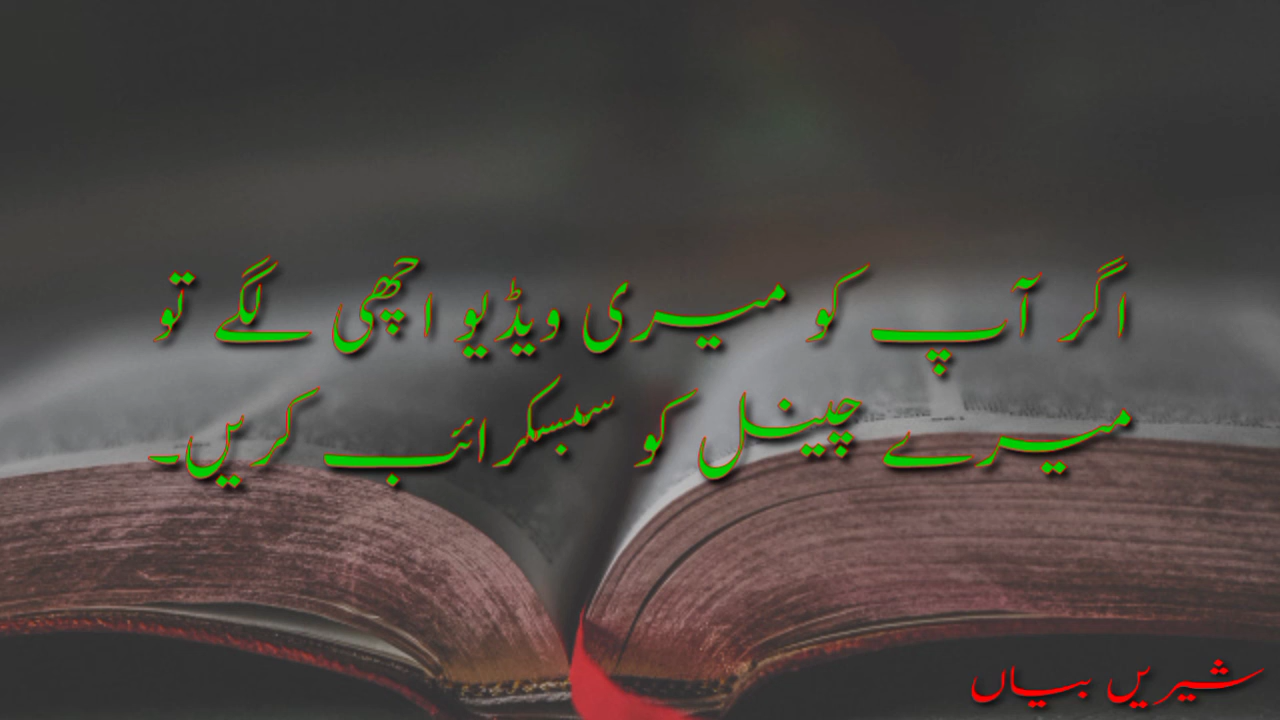 اگر آپ کو میری ویڈیو اچھی لگے تو
میرے چینل کو سبسکرائب کریں۔
شیریں بیاں